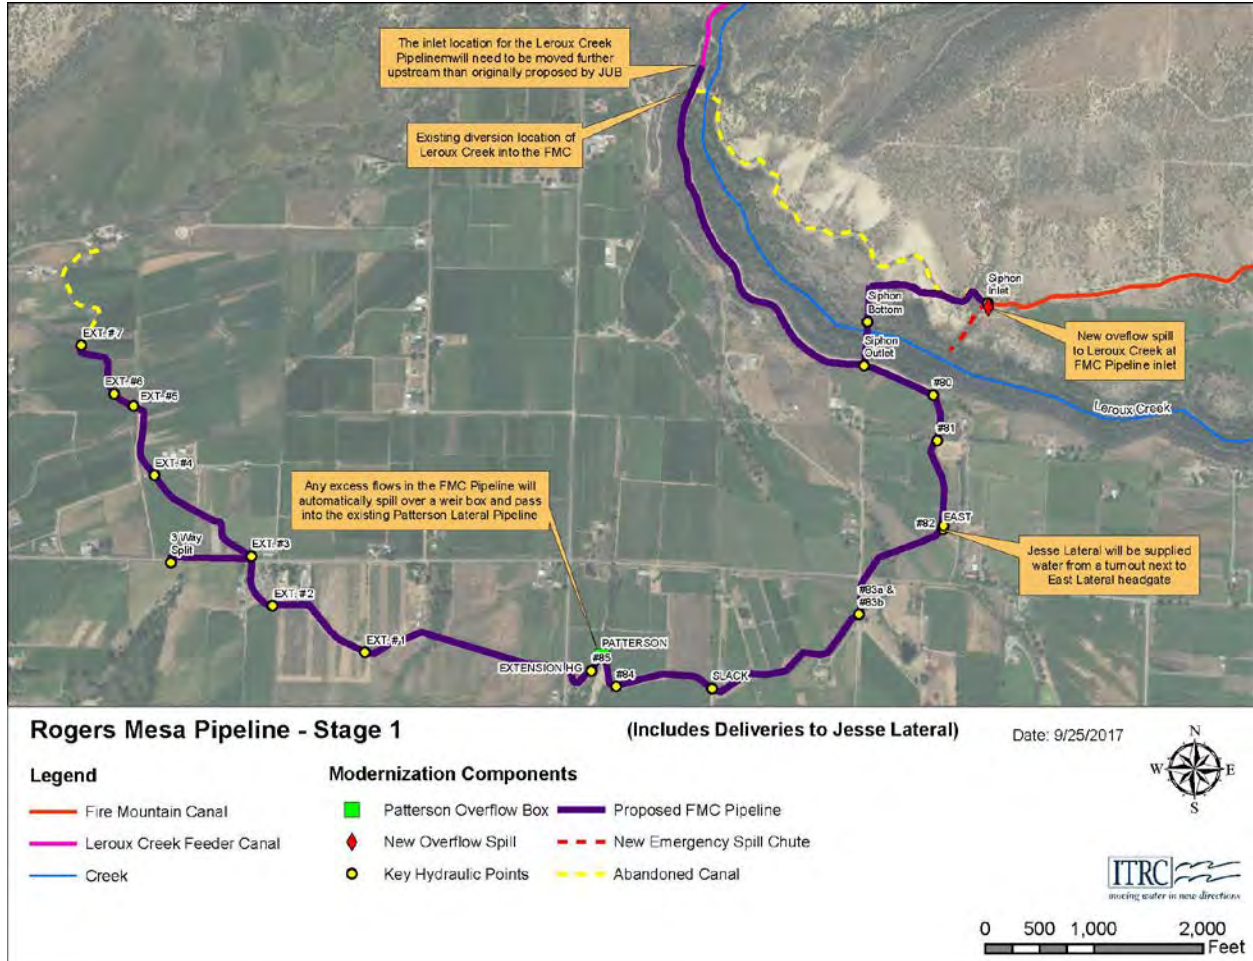 The inlet location for the Leroux Creek
Pipelinemwill need to be moved further
upstream than originally proposed by JUB
Existing diversion location of
Leroux Creek into the FMC
Siphon
Inlet
Siphon
Bottom
Siphon
Outlet
New oveflow spill
to Leroux Creek at
FMC Pipeline inlet
EXT. #7
EXT. #6
EXT. #5
#80
Leroux Creek
#81
EXT. #4
Any excess flows in the FMC Pipeline will
automatically spill over a weir box and pass
into the existing Patterson Lateral Pipeline
#82
EAST
3 Way
Split
EXT. #3
Jesse Lateral will be supplied
water from a turnout next to
East Lateral headgate
EXT. #2
#83a &
#83b
EXT. #1
PATTERSON
EXTENSION HG
#85
#84
SLACK
Rogers Mesa Pipeline - Stage 1
(Includes Deliveries to Jesse Lateral)
Date: 9/25/2017
Legend
Fire Mountain Canal
Leroux Creek Feeder Canal
Creek
Modernization Components
Patterson Overflow Box
New Overflow Spill
Key Hydraulic Points
Proposed FMC Pipeline
New Emergency Spill Chute
Abandoned Canal
N
W
E
S
ITRC
moving water in new directions
0 500 1,000 2,000
Feet